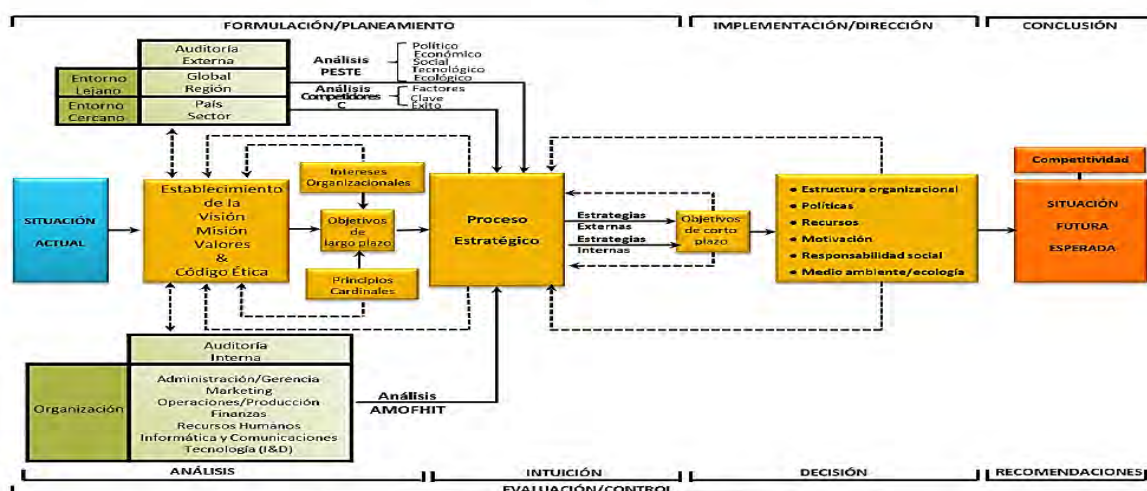 FORMULACIÓN/PLANEAMIENTO
IMPLEMENTACIÓN/DIRECCIÓN
CONCLUSIÓN
Auditoría
Externa
Entorno
Lejano
Global
Región
Entorno
Cercano
País
Sector
Análisis
PESTE
Político
Económico
Social
Tecnológico
Ecológico
Análisis
Competidores
C
Factores
Clave
Éxito
SITUACIÓN
ACTUAL
Establecimiento
de la
Visión
Misión
Valores
&
Código Ética
Intereses
Organizacionales
Objetivos
de
largo plazo
Principios
Cardinales
Proceso
Estratégico
Estrategias
Externas
Estrategias
Internas
Objetivos
de corto
plazo
• Estructura organizacional
• Políticas
• Recursos
• Motivación
• Responsabilidad social
• Medio ambiente/ecología
Competitividad
SITUACIÓN
FUTURA
ESPERADA
Auditoría
Interna
Organización
Administración/Gerencia
Marketing
Operaciones/Producción
Finanzas
Recursos Humanos
Informática y Comunicaciones
Tecnología (I&D)
Análisis
AMOFHIT
ANÁLISIS
INTUICIÓN
DECISIÓN
RECOMENDACIONES
EVALUACIÓN/CONTROL